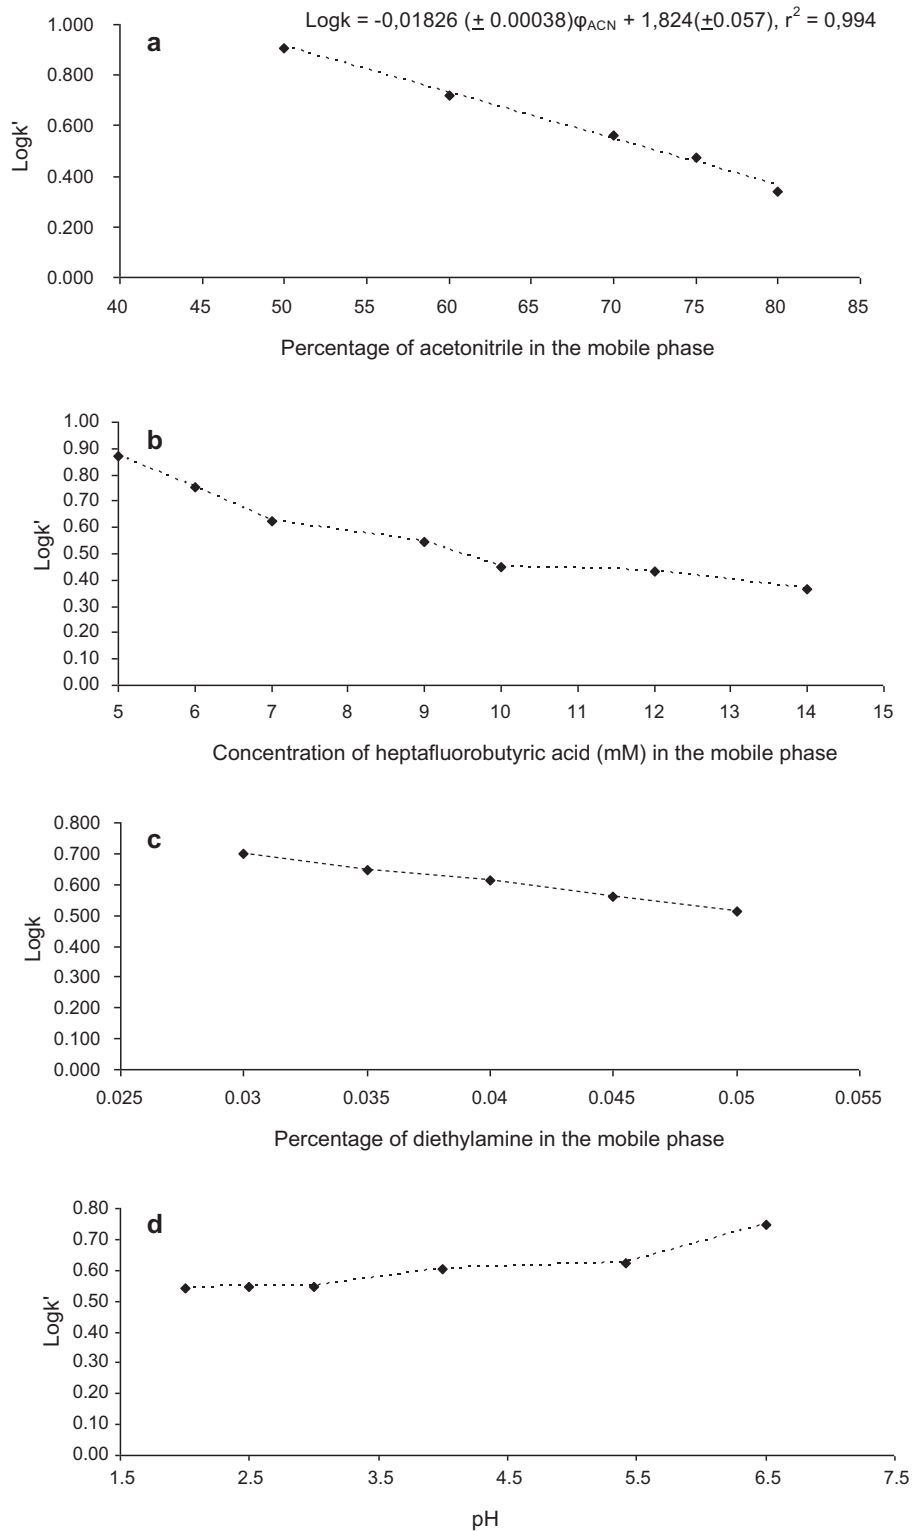 Logk = -0,01826 (± 0.00038)φACN + 1,824(±0.057), r² = 0,994
a
1.000
0.800
0.600
0.400
0.200
0.000
Logk'
40 45 50 55 60 65 70 75 80 85
Percentage of acetonitrile in the mobile phase
b
1.00
0.90
0.80
0.70
0.60
0.50
0.40
0.30
0.20
0.10
0.00
Logk'
5 6 7 8 9 10 11 12 13 14 15
Concentration of heptafluorobutyric acid (mM) in the mobile phase
c
0.800
0.700
0.600
0.500
0.400
0.300
0.200
0.100
0.000
Logk
0.025 0.03 0.035 0.04 0.045 0.05 0.055
Percentage of diethylamine in the mobile phase
d
0.80
0.70
0.60
0.50
0.40
0.30
0.20
0.10
0.00
Logk'
1.5 2.5 3.5 4.5 5.5 6.5 7.5
pH